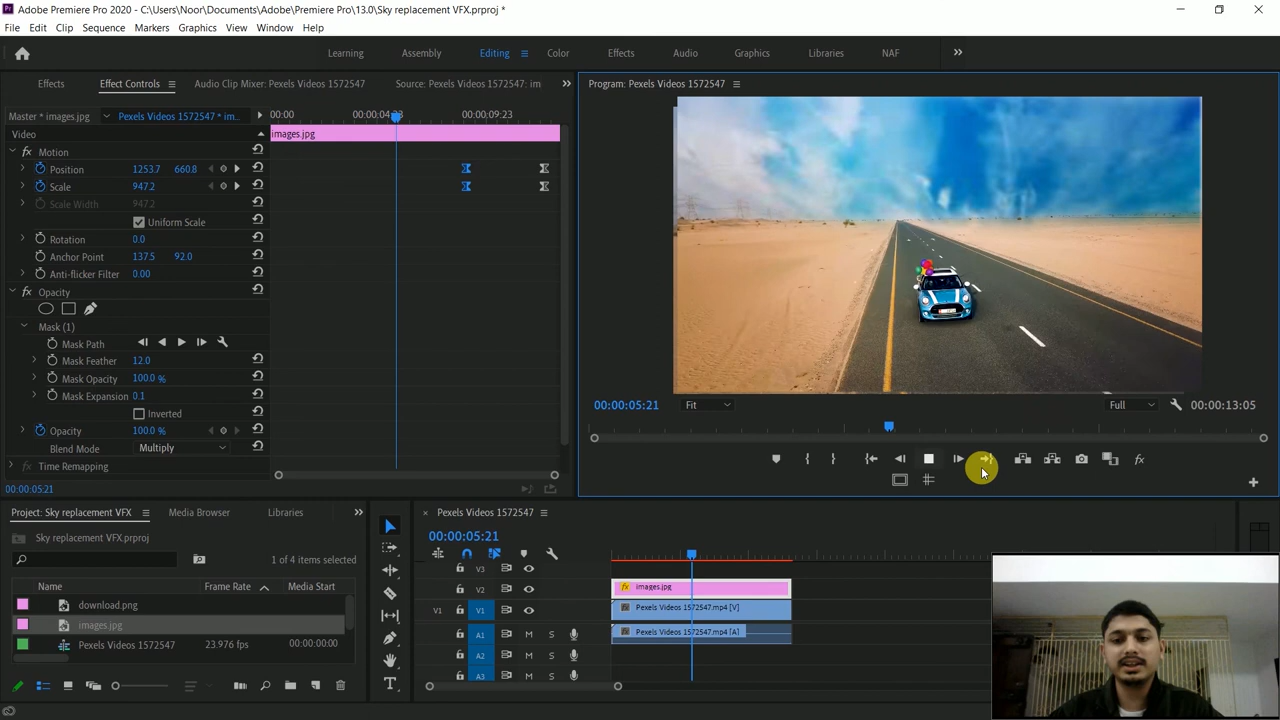 Adobe Premiere Pro 2020 - C:\Users\Noor\Documents\Adobe\Premiere Pro\13.0\Sky replacement VFX.prproj *
File Edit Clip Sequence Markers Graphics View Window Help
Learning Assembly Editing Color Effects Audio Graphics Libraries NAF
Effects Effect Controls Audio Clip Mixer: Pexels Videos 1572547 Source: Pexels Videos 1572547: im
Program: Pexels Videos 1572547
Master * images.jpg Pexels Videos 1572547 * im...
00:00 00:00:09:23
Video
images.jpg
fx Motion
Position 1253.7 660.8
Scale 947.2
Scale Width 947.2
Uniform Scale
Rotation 0.0
Anchor Point 137.5 92.0
Anti-flicker Filter 0.00
fx Opacity
Mask (1)
Mask Path
Mask Feather 12.0
Mask Opacity 100.0 %
Mask Expansion 0.1
Inverted
Opacity 100.0 %
Blend Mode Multiply
Time Remapping
00:00:05:21
00:00:05:21 Fit Full 00:00:13:05
fx
Project: Sky replacement VFX Media Browser Libraries
Sky replacement VFX.prproj
1 of 4 items selected
Name Frame Rate Media Start
download.png
images.jpg
Pexels Videos 1572547 23.976 fps 00:00:00:00
T
Pexels Videos 1572547
00:00:05:21
V3
V2 fx images.jpg
V1 V1 fx Pexels Videos 1572547.mp4 [V]
A1 M S fx Pexels Videos 1572547.mp4 [A]
A2 M S
A3 M S